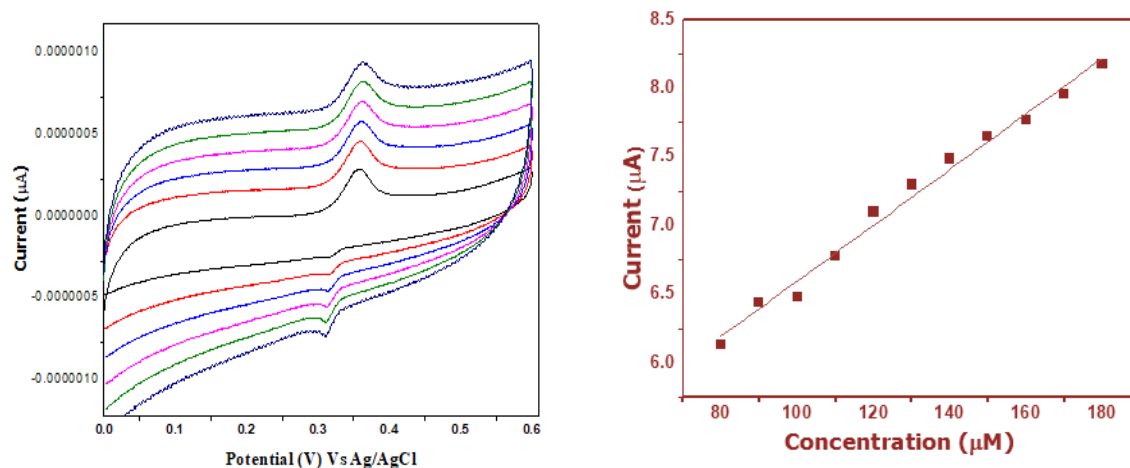 Current (µA)
0.0000010
0.0000005
0.0000000
-0.0000005
-0.0000010
0.0 0.1 0.2 0.3 0.4 0.5 0.6
Potential (V) Vs Ag/AgCl
Current (µA)
8.5
8.0
7.5
7.0
6.5
6.0
80 100 120 140 160 180
Concentration (µM)